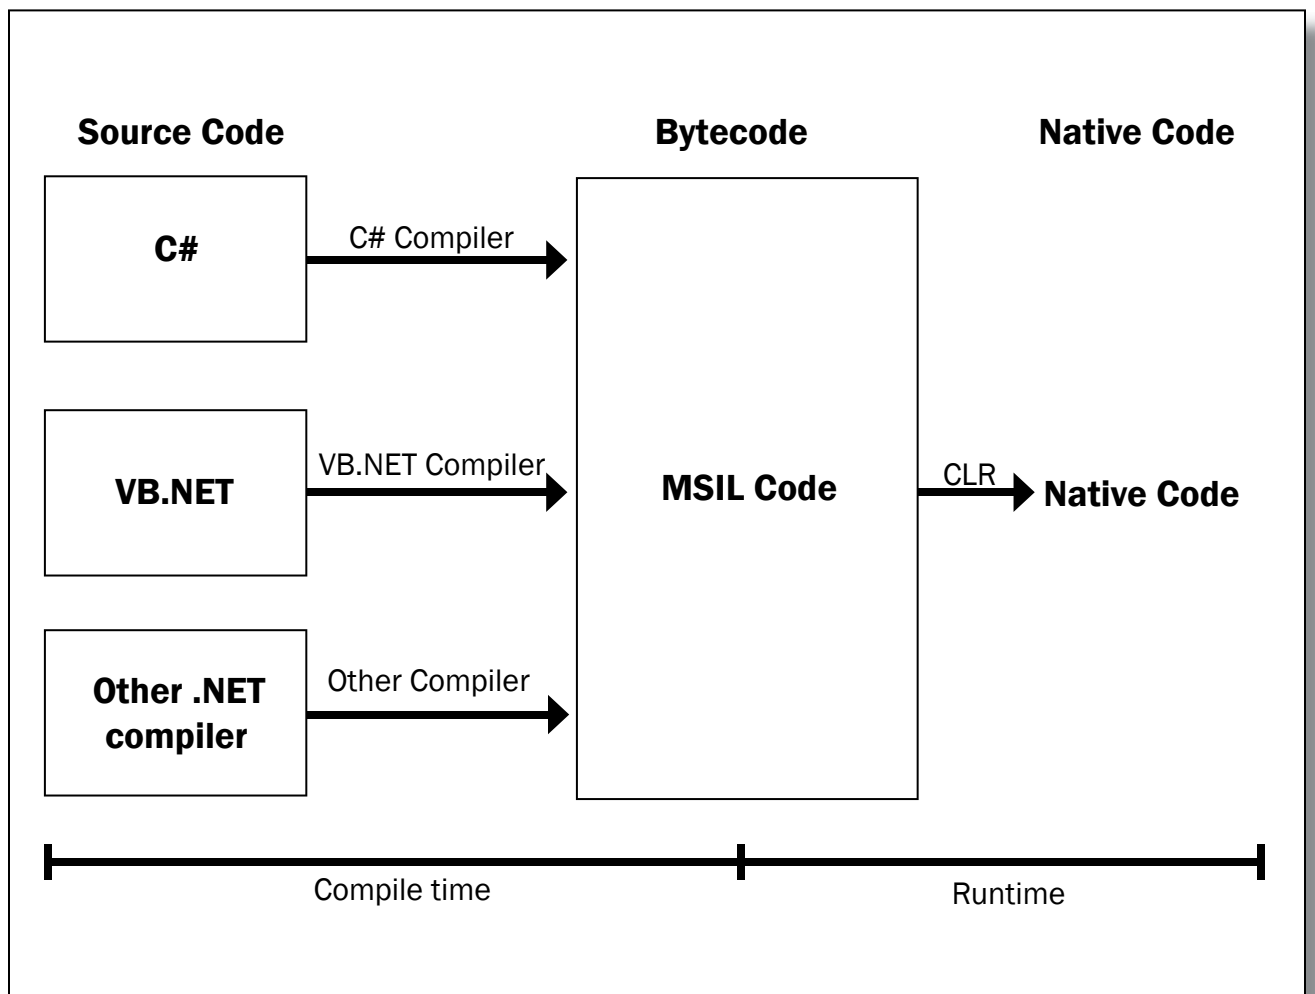 Source Code
Bytecode
Native Code
C#
C# Compiler
VB.NET
VB.NET Compiler
MSIL Code
CLR
Native Code
Other .NET
compiler
Other Compiler
Compile time
Runtime